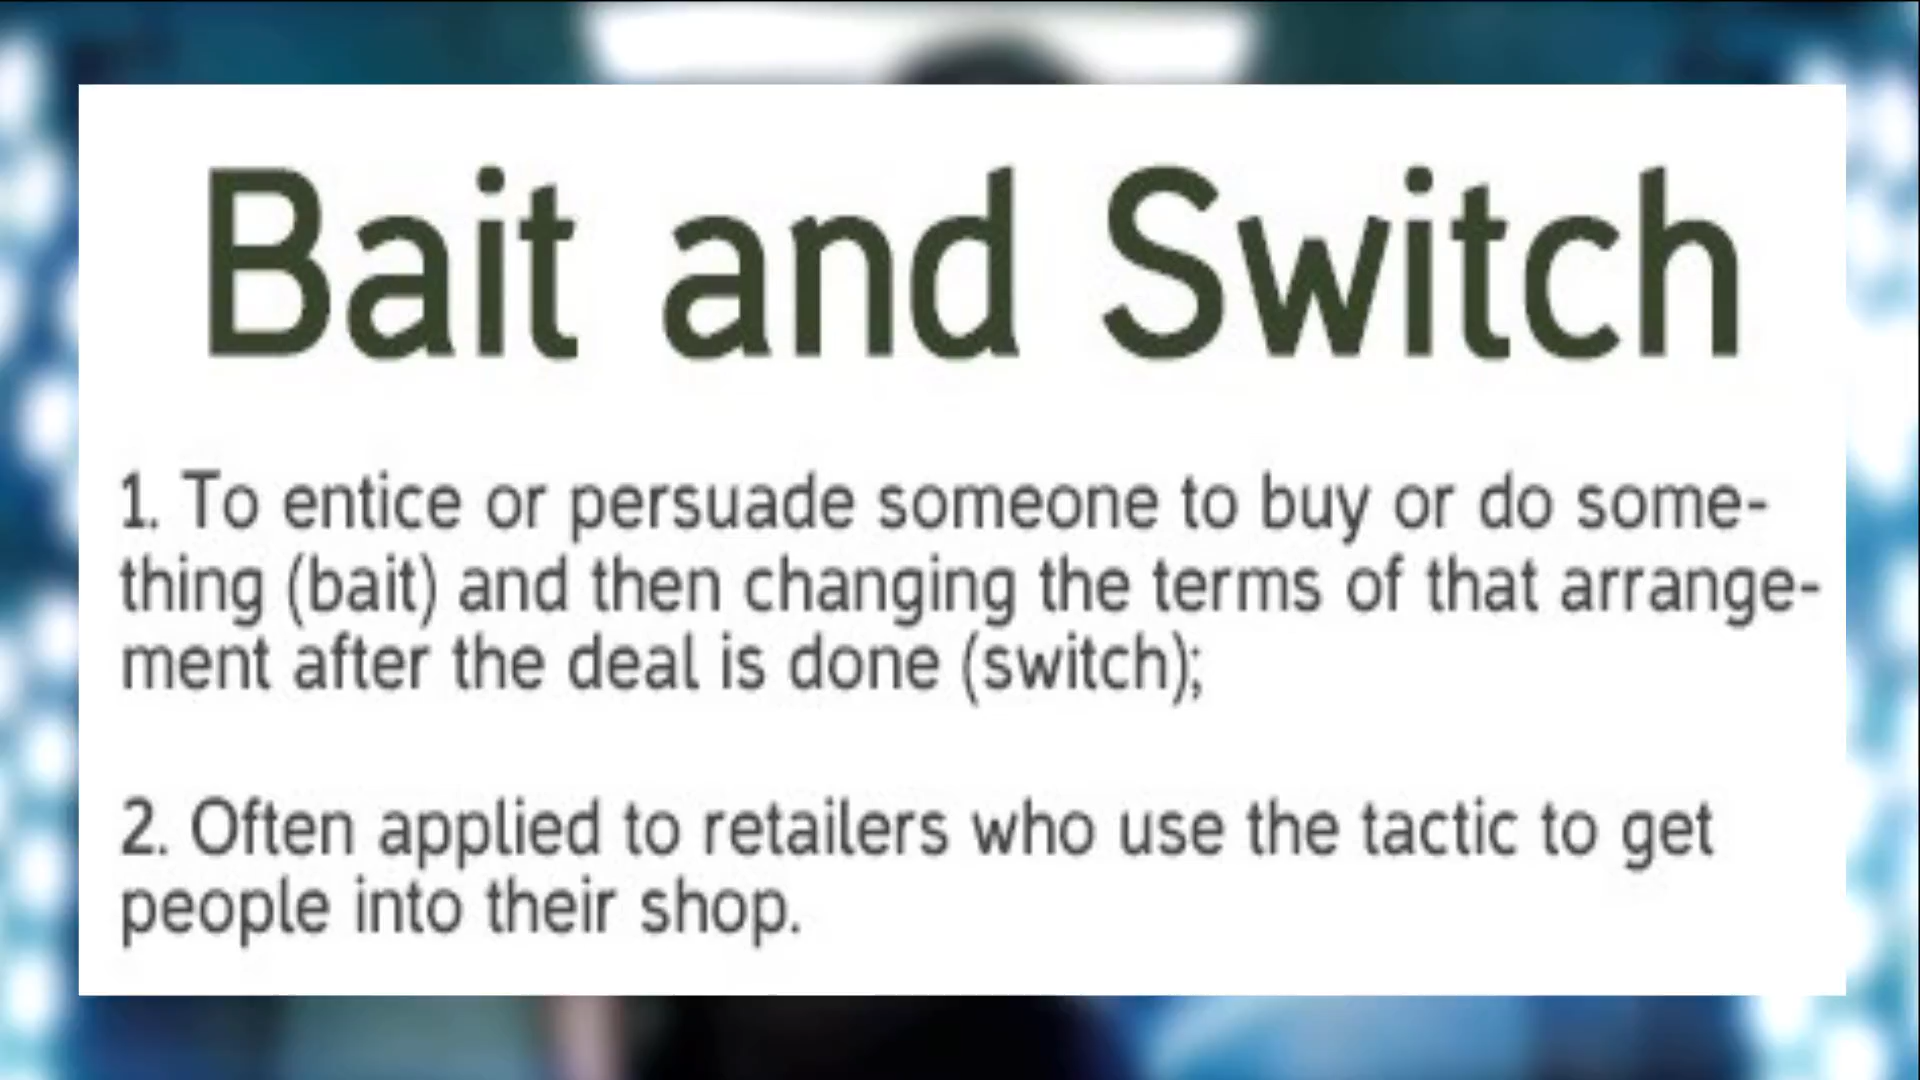 Bait and Switch
1. To entice or persuade someone to buy or do some-
thing (bait) and then changing the terms of that arrange-
ment after the deal is done (switch);
2. Often applied to retailers who use the tactic to get
people into their shop.